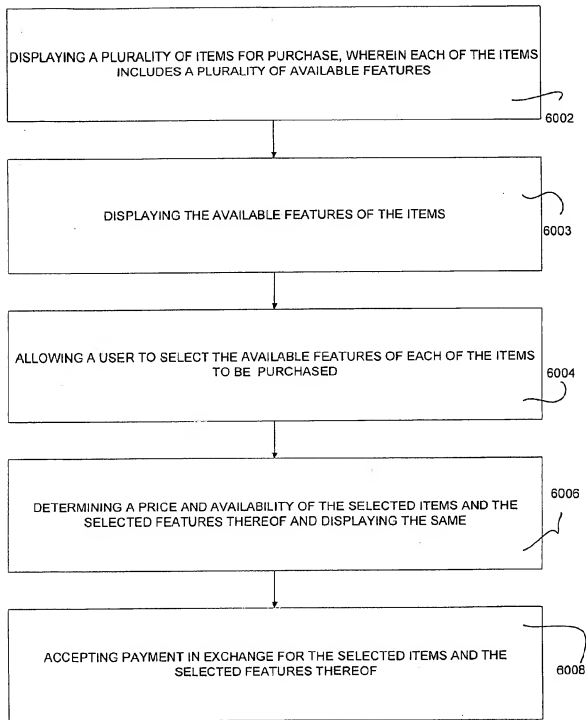 DISPLAYING A PLURALITY OF ITEMS FOR PURCHASE, WHEREIN EACH OF THE ITEMS
INCLUDES A PLURALITY OF AVAILABLE FEATURES
6002
DISPLAYING THE AVAILABLE FEATURES OF THE ITEMS
6003
ALLOWING A USER TO SELECT THE AVAILABLE FEATURES OF EACH OF THE ITEMS
TO BE PURCHASED
6004
DETERMINING A PRICE AND AVAILABILITY OF THE SELECTED ITEMS AND THE
SELECTED FEATURES THEREOF AND DISPLAYING THE SAME
6006
ACCEPTING PAYMENT IN EXCHANGE FOR THE SELECTED ITEMS AND THE
SELECTED FEATURES THEREOF
6008